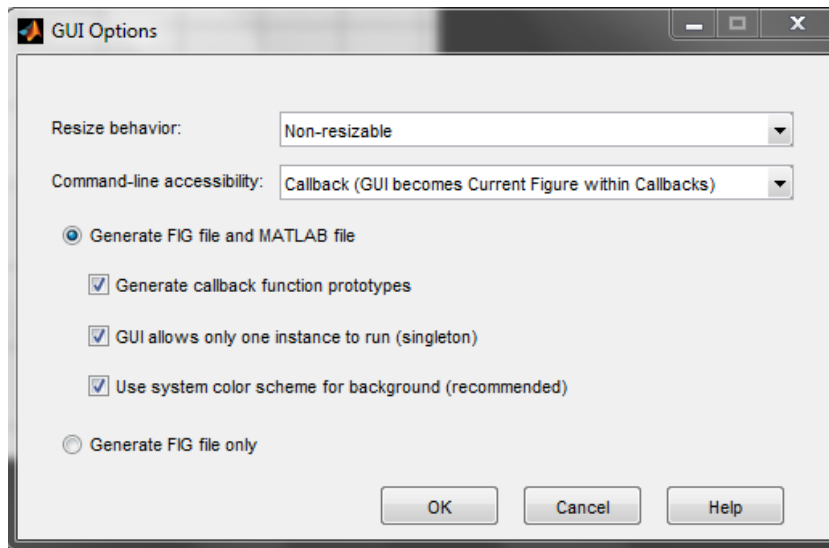 GUI Options
Resize behavior: Non-resizable
Command-line accessibility: Callback (GUI becomes Current Figure within Callbacks)
Generate FIG file and MATLAB file
Generate callback function prototypes
GUI allows only one instance to run (singleton)
Use system color scheme for background (recommended)
Generate FIG file only
OK Cancel Help